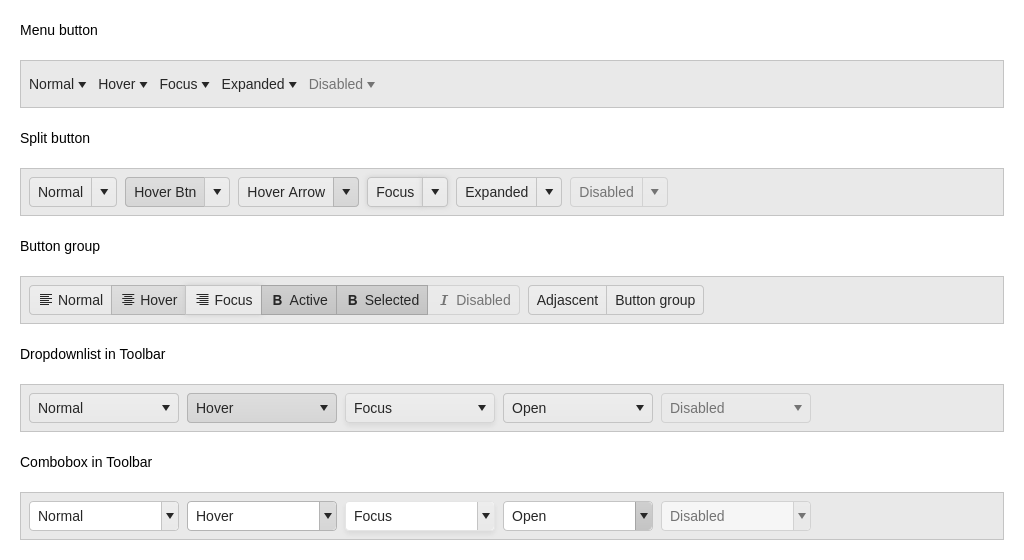 Menu button
Normal Hover Focus Expanded Disabled
Split button
Normal Hover Btn Hover Arrow Focus Expanded Disabled
Button group
Normal Hover Focus B Active B Selected I Disabled Adjascent Button group
Dropdownlist in Toolbar
Normal Hover Focus Open Disabled
Combobox in Toolbar
Normal Hover Focus Open Disabled